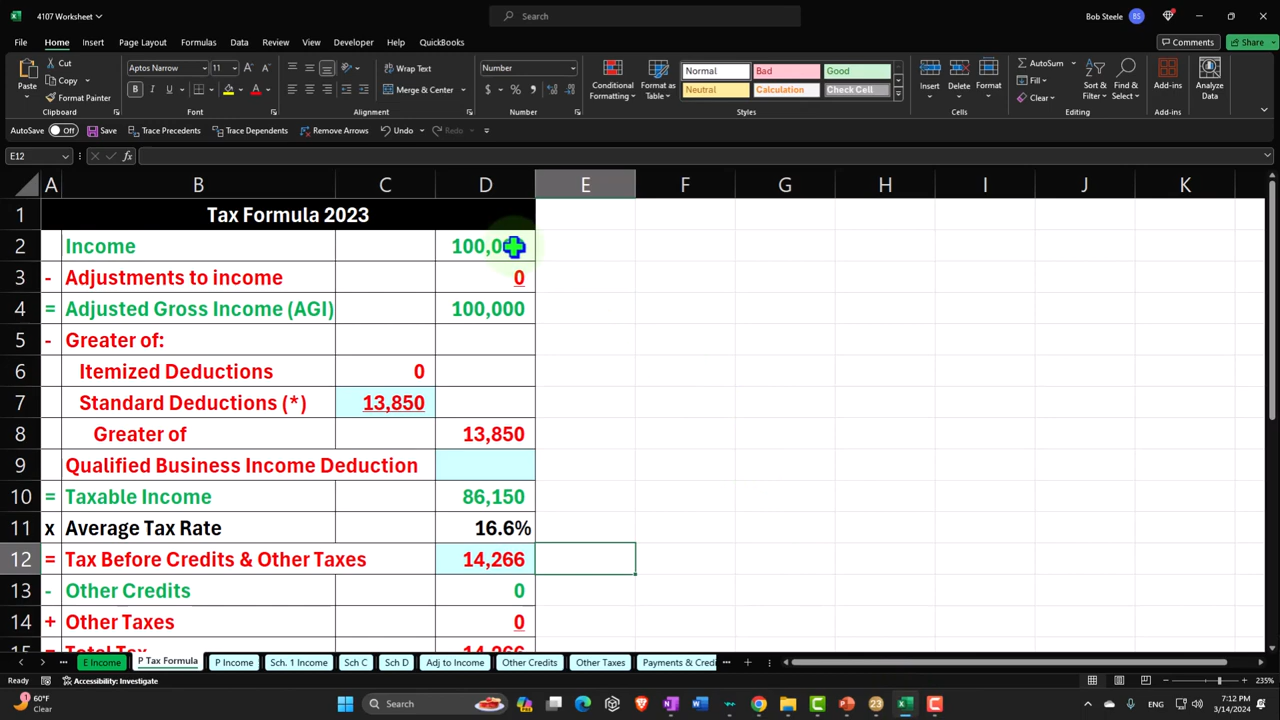 4107 Worksheet
Search
Bob Steele BS
File Home Insert Page Layout Formulas Data Review View Developer Automate Help QuickBooks
Comments Share
Paste Cut Copy Format Painter Clipboard
Aptos Narrow 11 B I U Font
Wrap Text Merge & Center Alignment
Number $ % Number
Conditional Formatting Format as Table
Normal Bad Good
Neutral Calculation Check Cell
Styles
Insert Delete Format Cells
AutoSum Fill Clear Sort & Filter Find & Select Editing
Add-ins Add-ins
Analyze Data
AutoSave Off Save Trace Precedents Trace Dependents Remove Arrows Undo Redo
E12 fx
A B C D E F G H I J K
1 Tax Formula 2023
2 Income
3 - Adjustments to income 0
4 = Adjusted Gross Income (AGI) 100,000
5 - Greater of:
6 Itemized Deductions 0
7 Standard Deductions (*) 13,850
8 Greater of 13,850
9 Qualified Business Income Deduction
10 = Taxable Income 86,150
11 x Average Tax Rate 16.6%
12 = Tax Before Credits & Other Taxes 14,266
13 - Other Credits 0
14 + Other Taxes 0
15 = Total Tax 14,266
E Income P Tax Formula P Income Sch. 1 Income Sch C Sch D Adj to Income Other Credits Other Taxes Payments & Credi
Ready Accessibility: Investigate 235%
60°F Clear Search ENG 7:12 PM 3/14/2024